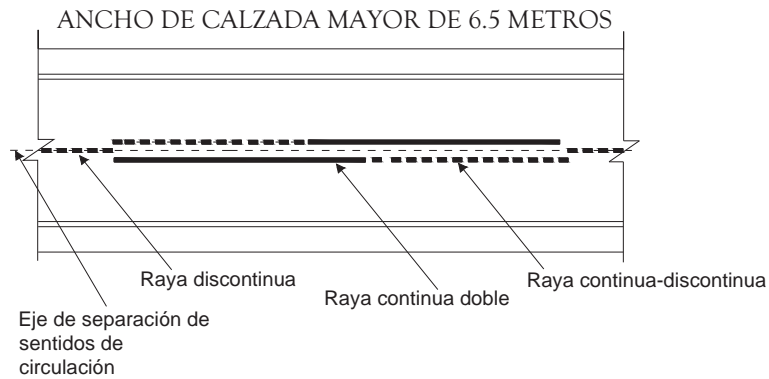 ANCHO DE CALZADA MAYOR DE 6.5 METROS
Raya discontinua
Raya continua doble
Raya continua-discontinua
Eje de separación de
sentidos de
circulación